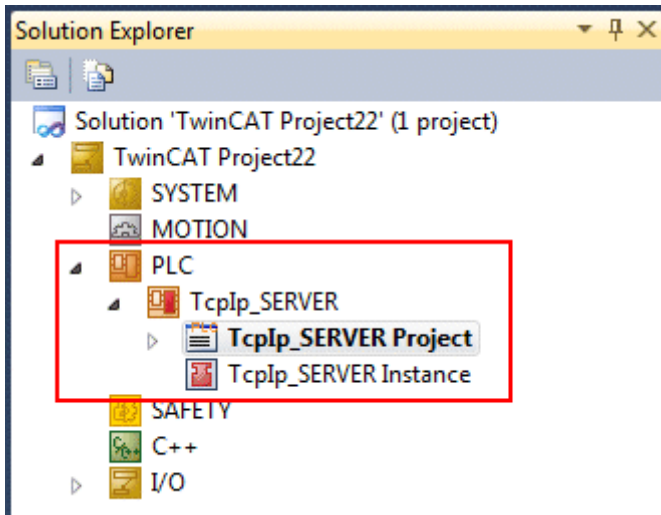 Solution Explorer
Solution 'TwinCAT Project22' (1 project)
TwinCAT Project22
SYSTEM
MOTION
PLC
TcpIp_SERVER
TcpIp_SERVER Project
TcpIp_SERVER Instance
SAFETY
C++
I/O